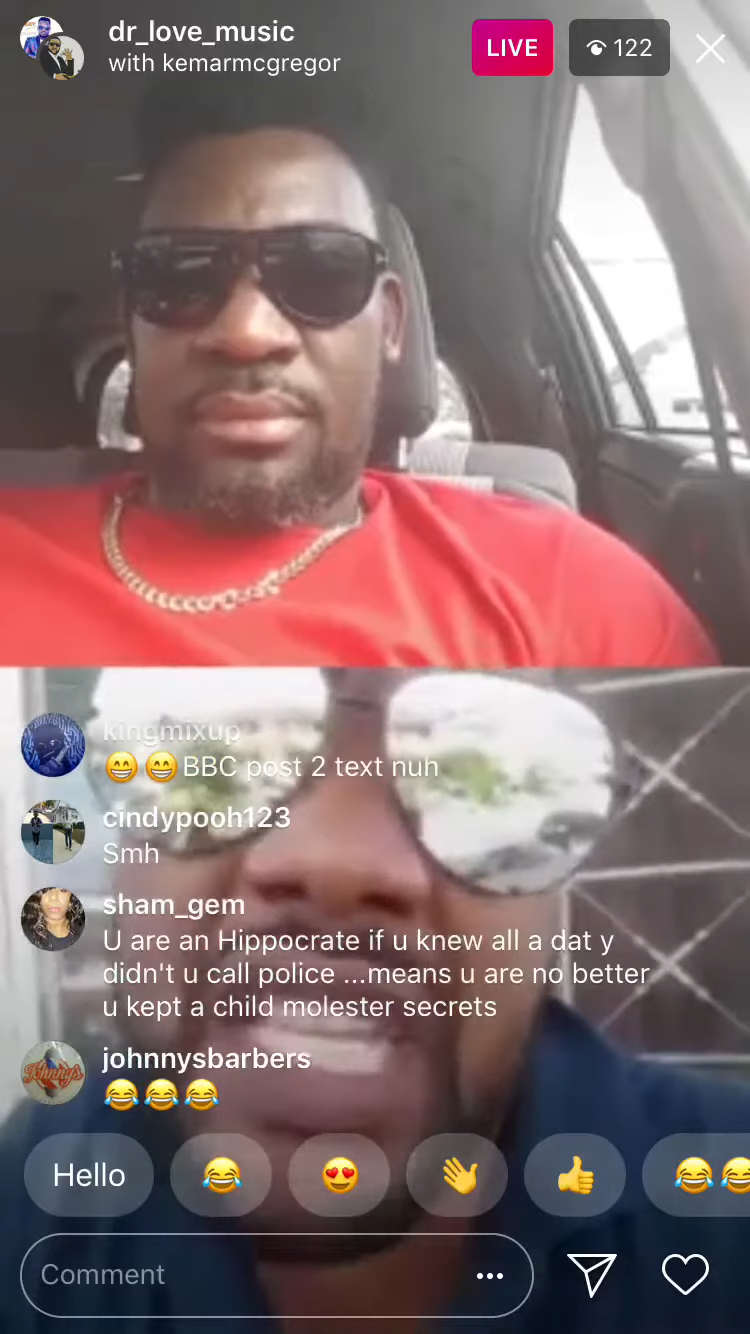 dr_love_music
with kemarmcgregor
LIVE
122
kingmixup
😁😁BBC post 2 text nuh
cindypooh123
Smh
sham_gem
U are an Hippocrate if u knew all a dat y
didn't u call police ...means u are no better
u kept a child molester secrets
Johnny's
johnnysbarbers
😂😂😂
Hello
😂
😍
👋
👍
😂😂
Comment